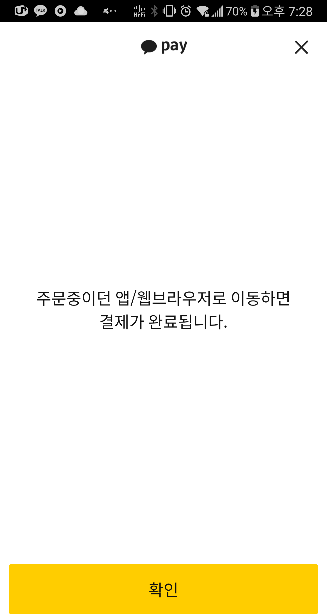 70% 오후 7:28
pay
주문중이던 앱/웹브라우저로 이동하면
결제가 완료됩니다.
확인